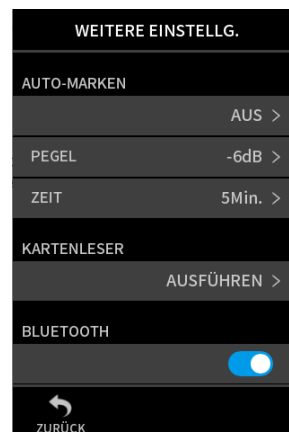 WEITERE EINSTELLG.
AUTO-MARKEN
AUS >
PEGEL -6dB >
ZEIT 5Min. >
KARTENLESER
AUSFÜHREN >
BLUETOOTH
ZURÜCK